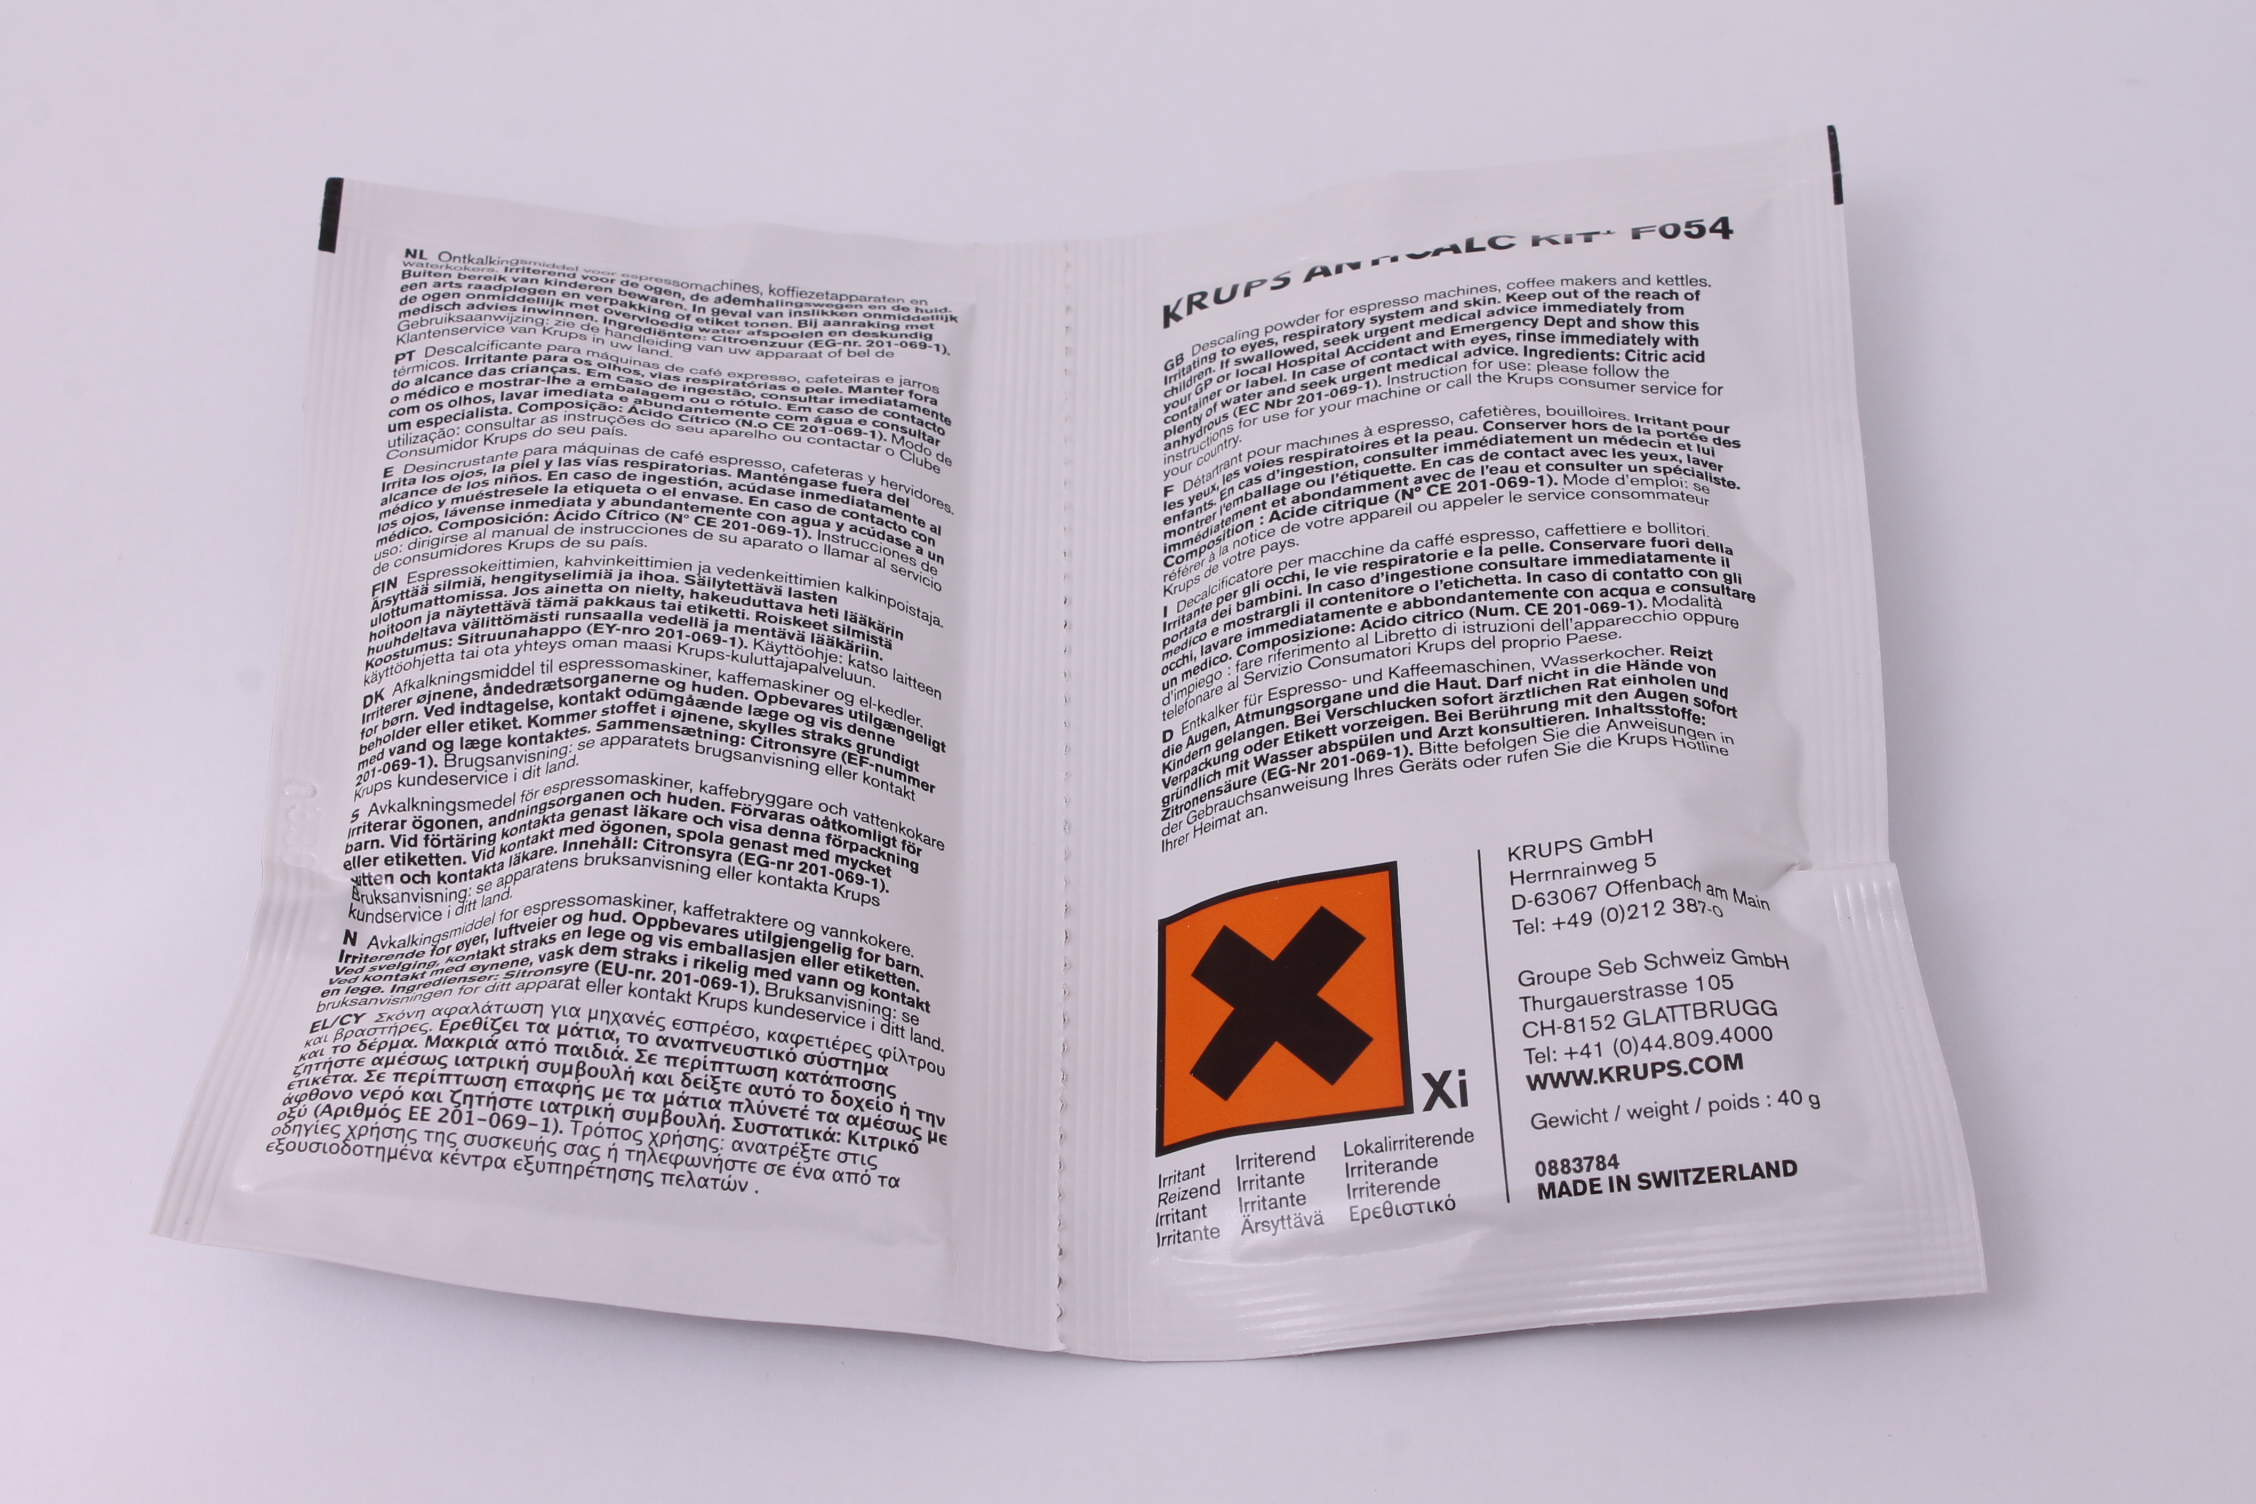 NL Ontkalkingsmiddel voor espressomachines, koffiezetapparaten en
waterkokers. Irriterend voor de ogen, de ademhalingswegen en de huid.
Buiten bereik van kinderen bewaren. In geval van inslikken onmiddellijk
een arts raadplegen en verpakking of etiket tonen. Bij aanraking met
de ogen onmiddellijk met overvloedig water afspoelen en deskundig
medisch advies inwinnen. Ingrediënten: Citroenzuur (EG-nr. 201-069-1).
Gebruiksaanwijzing: zie de handleiding van uw apparaat of bel de
Klantenservice van Krups in uw land.
PT Descalcificante para máquinas de café expresso, cafeteiras e jarros
térmicos. Irritante para os olhos, vias respiratórias e pele. Manter fora
do alcance das crianças. Em caso de ingestão, consultar imediatamente
o médico e mostrar-lhe a embalagem ou o rótulo. Em caso de contacto
com os olhos, lavar imediata e abundantemente com água e consultar
um especialista. Composição: Ácido Cítrico (N.o CE 201-069-1). Modo de
utilização: consultar as instruções do seu aparelho ou contactar o Clube
Consumidor Krups do seu país.
E Desincrustante para máquinas de café espresso, cafeteras y hervidores.
Irrita los ojos, la piel y las vías respiratorias. Manténgase fuera del
alcance de los niños. En caso de ingestión, acúdase inmediatamente al
médico y muéstresele la etiqueta o el envase. En caso de contacto con
los ojos, lávense inmediata y abundantemente con agua y acúdase a un
médico. Composición: Ácido Cítrico (N° CE 201-069-1). Instrucciones de
uso: dirigirse al manual de instrucciones de su aparato o llamar al servicio
de consumidores Krups de su país.
FIN Espressokeittimien, kahvinkeittimien ja vedenkeittimien kalkinpoistaja.
Ärsyttää silmiä, hengityselimiä ja ihoa. Säilytettävä lasten
ulottumattomissa. Jos ainetta on nielty, hakeuduttava heti lääkärin
hoitoon ja näytettävä tämä pakkaus tai etiketti. Roiskeet silmistä
huuhdeltava välittömästi runsaalla vedellä ja mentävä lääkäriin.
Koostumus: Sitruunahappo (EY-nro 201-069-1). Käyttöohje: katso laitteen
käyttöohjetta tai ota yhteys oman maasi Krups-kuluttajapalveluun.
DK Afkalkningsmiddel til espressomaskiner, kaffemaskiner og el-kedler.
Irriterer øjnene, åndedrætsorganerne og huden. Opbevares utilgængeligt
for børn. Ved indtagelse, kontakt odümgåænde læge og vis denne
beholder eller etiket. Kommer stoffet i øjnene, skylles straks grundigt
med vand og læge kontaktes. Sammensætning: Citronsyre (EF-nummer
201-069-1). Brugsanvisning: se apparatets brugsanvisning eller kontakt
Krups kundeservice i dit land.
S Avkalkningsmedel för espressomaskiner, kaffebryggare och vattenkokare
Irriterar ögonen, andningsorganen och huden. Förvaras oåtkomligt för
barn. Vid förtäring kontakta genast läkare och visa denna förpackning
eller etiketten. Vid kontakt med ögonen, spola genast med mycket
vatten och kontakta läkare. Innehåll: Citronsyra (EG-nr 201-069-1).
Bruksanvisning: se apparatens bruksanvisning eller kontakta Krups
kundservice i ditt land.
N Avkalkingsmiddel for espressomaskiner, kaffetraktere og vannkokere.
Irriterende for øyer, luftveier og hud. Oppbevares utilgjengelig for barn.
Ved svelging, kontakt straks en lege og vis emballasjen eller etiketten.
Ved kontakt med øynene, vask dem straks i rikelig med vann og kontakt
en lege. Ingredienser: Sitronsyre (EU-nr. 201-069-1). Bruksanvisning: se
bruksanvisningen for ditt apparat eller kontakt Krups kundeservice i ditt land.
EL/CY Σκόνη αφαλάτωση για μηχανές εσπρέσο, καφετιέρες φίλτρου
και βραστήρες. Ερεθίζει τα μάτια, το αναπνευστικό σύστημα
και το δέρμα. Μακριά από παιδιά. Σε περίπτωση κατάποσης
ζητήστε αμέσως ιατρική συμβουλή και δείξτε αυτό το δοχείο ή την
ετικέτα. Σε περίπτωση επαφής με τα μάτια πλύνετέ τα αμέσως με
άφθονο νερό και ζητήστε ιατρική συμβουλή. Συστατικά: Κιτρικό
οξύ (Αριθμός ΕΕ 201-069-1). Τρόπος χρήσης: ανατρέξτε στις
οδηγίες χρήσης της συσκευής σας ή τηλεφωνήστε σε ένα από τα
εξουσιοδοτημένα κέντρα εξυπηρέτησης πελατών .
KRUPS ANTICALC KIT+ F054
GB Descaling powder for espresso machines, coffee makers and kettles.
Irritating to eyes, respiratory system and skin. Keep out of the reach of
children. If swallowed, seek urgent medical advice immediately from
your GP or local Hospital Accident and Emergency Dept and show this
container or label. In case of contact with eyes, rinse immediately with
plenty of water and seek urgent medical advice. Ingredients: Citric acid
anhydrous (EC Nbr 201-069-1). Instruction for use: please follow the
instructions for use for your machine or call the Krups consumer service for
your country.
F Détartrant pour machines à espresso, cafetières, bouilloires. Irritant pour
les yeux, les voies respiratoires et la peau. Conserver hors de la portée des
enfants. En cas d'ingestion, consulter immédiatement un médecin et lui
montrer l'emballage ou l'étiquette. En cas de contact avec les yeux, laver
immédiatement et abondamment avec de l'eau et consulter un spécialiste.
Composition : Acide citrique (N° CE 201-069-1). Mode d'emploi: se
référer à la notice de votre appareil ou appeler le service consommateur
Krups de votre pays.
I Decalcificatore per macchine da caffé espresso, caffettiere e bollitori.
Irritante per gli occhi, le vie respiratorie e la pelle. Conservare fuori della
portata dei bambini. In caso d'ingestione consultare immediatamente il
medico e mostrargli il contenitore o l'etichetta. In caso di contatto con gli
occhi, lavare immediatamente e abbondantemente con acqua e consultare
un medico. Composizione: Acido citrico (Num. CE 201-069-1). Modalità
d'impiego : fare riferimento al Libretto di istruzioni dell'apparecchio oppure
telefonare al Servizio Consumatori Krups del proprio Paese.
D Entkalker für Espresso- und Kaffeemaschinen, Wasserkocher. Reizt
die Augen, Atmungsorgane und die Haut. Darf nicht in die Hände von
Kindern gelangen. Bei Verschlucken sofort ärztlichen Rat einholen und
Verpackung oder Etikett vorzeigen. Bei Berührung mit den Augen sofort
gründlich mit Wasser abspülen und Arzt konsultieren. Inhaltsstoffe:
Zitronensäure (EG-Nr 201-069-1). Bitte befolgen Sie die Anweisungen in
der Gebrauchsanweisung Ihres Geräts oder rufen Sie die Krups Hotline
Ihrer Heimat an.
Xi
Irritant Irriterend Lokalirriterende
Reizend Irritante Irriterande
Irritant Irritante Irriterende
Irritante Ärsyttävä Ερεθιστικό
KRUPS GmbH
Herrnrainweg 5
D-63067 Offenbach am Main
Tel: +49 (0)212 387-0
Groupe Seb Schweiz GmbH
Thurgauerstrasse 105
CH-8152 GLATTBRUGG
Tel: +41 (0)44.809.4000
WWW.KRUPS.COM
Gewicht / weight / poids : 40 g
0883784
MADE IN SWITZERLAND